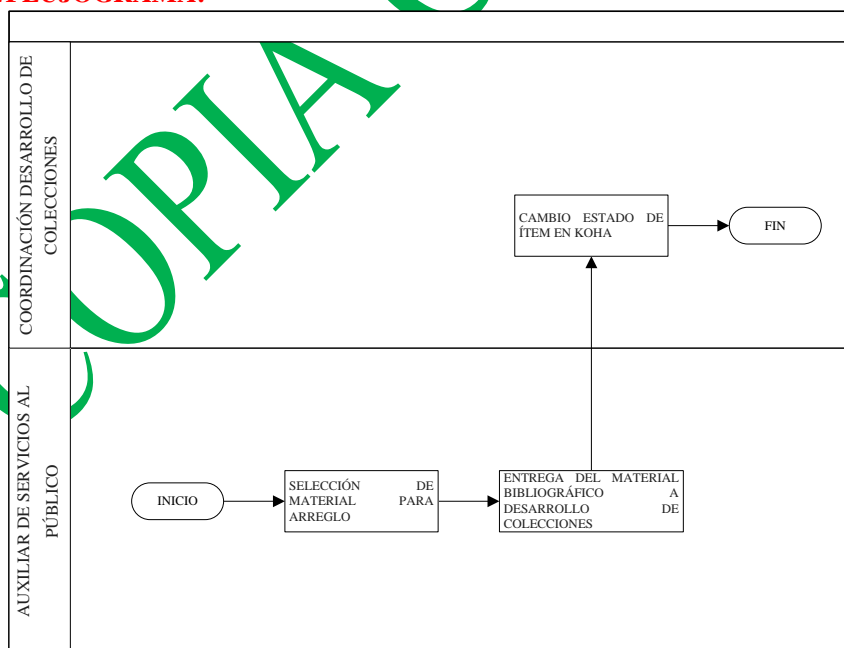 FLUJOGRAMA:
COORDINACIÓN DESARROLLO DE
COLECCIONES
CAMBIO ESTADO DE
ÍTEM EN KOHA
FIN
COPIA
AUXILIAR DE SERVICIOS AL
PÚBLICO
INICIO
SELECCIÓN DE
MATERIAL PARA
ARREGLO
ENTREGA DEL MATERIAL
BIBLIOGRÁFICO A
DESARROLLO DE
COLECCIONES